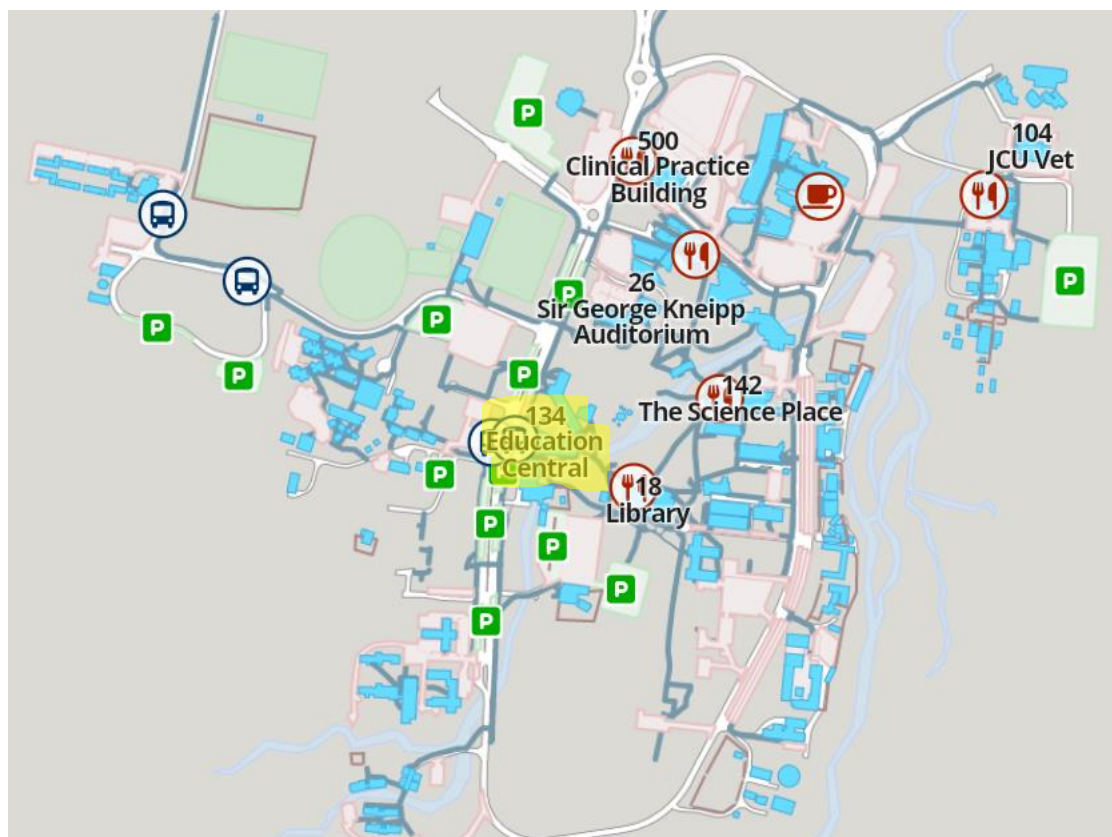 P
500
Clinical Practice
Building
104
JCU Vet
26
Sir George Kneipp
Auditorium
P
P
P
P
P
P
142
The Science Place
134
Education
Central
P
P
18
Library
P
P
P
P